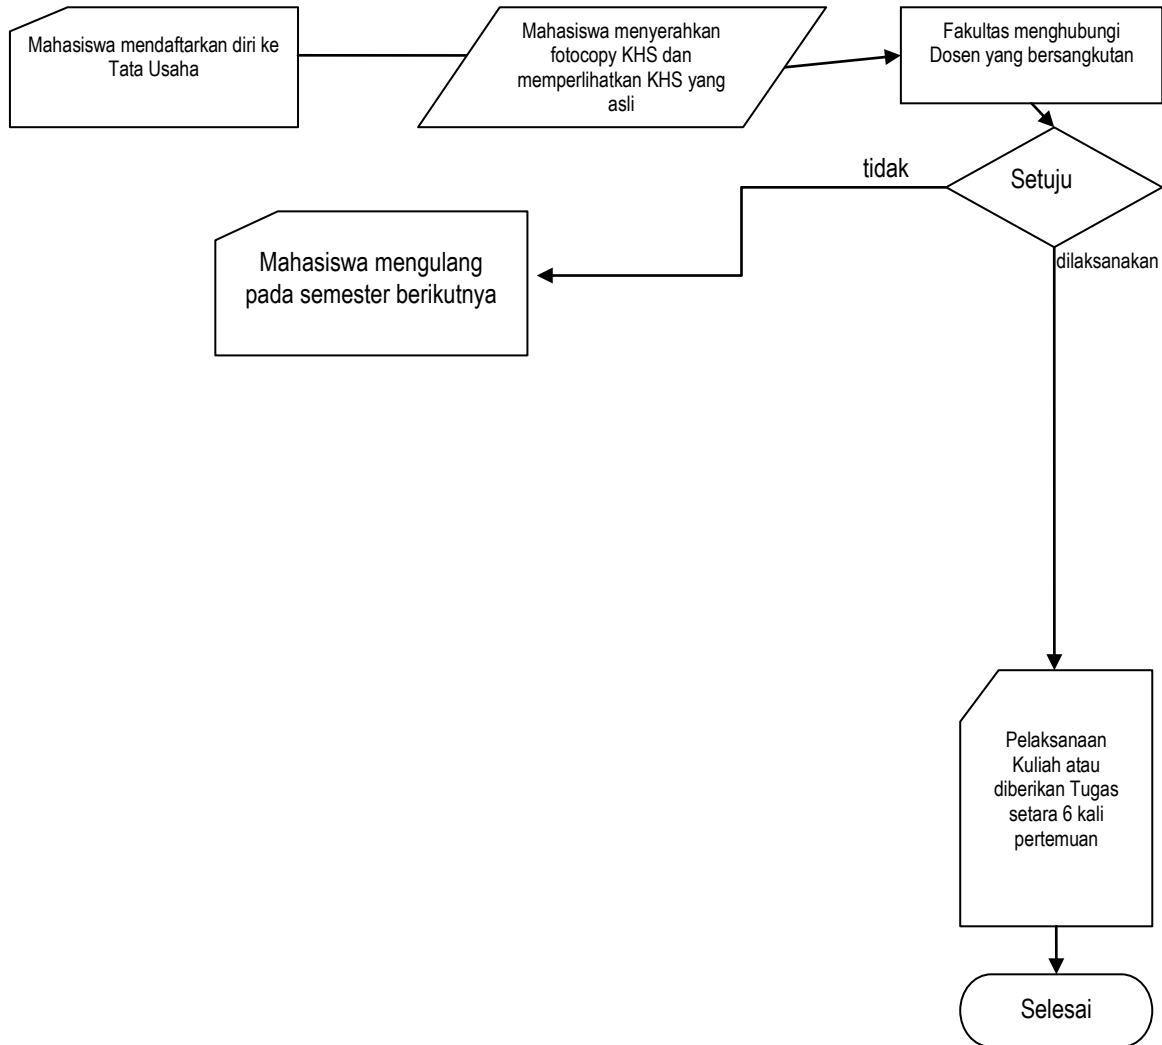 Mahasiswa mendaftarkan diri ke
Tata Usaha
Mahasiswa menyerahkan
fotocopy KHS dan
memperlihatkan KHS yang
asli
Fakultas menghubungi
Dosen yang bersangkutan
tidak
Setuju
Mahasiswa mengulang
pada semester berikutnya
dilaksanakan
Pelaksanaan
Kuliah atau
diberikan Tugas
setara 6 kali
pertemuan
Selesai